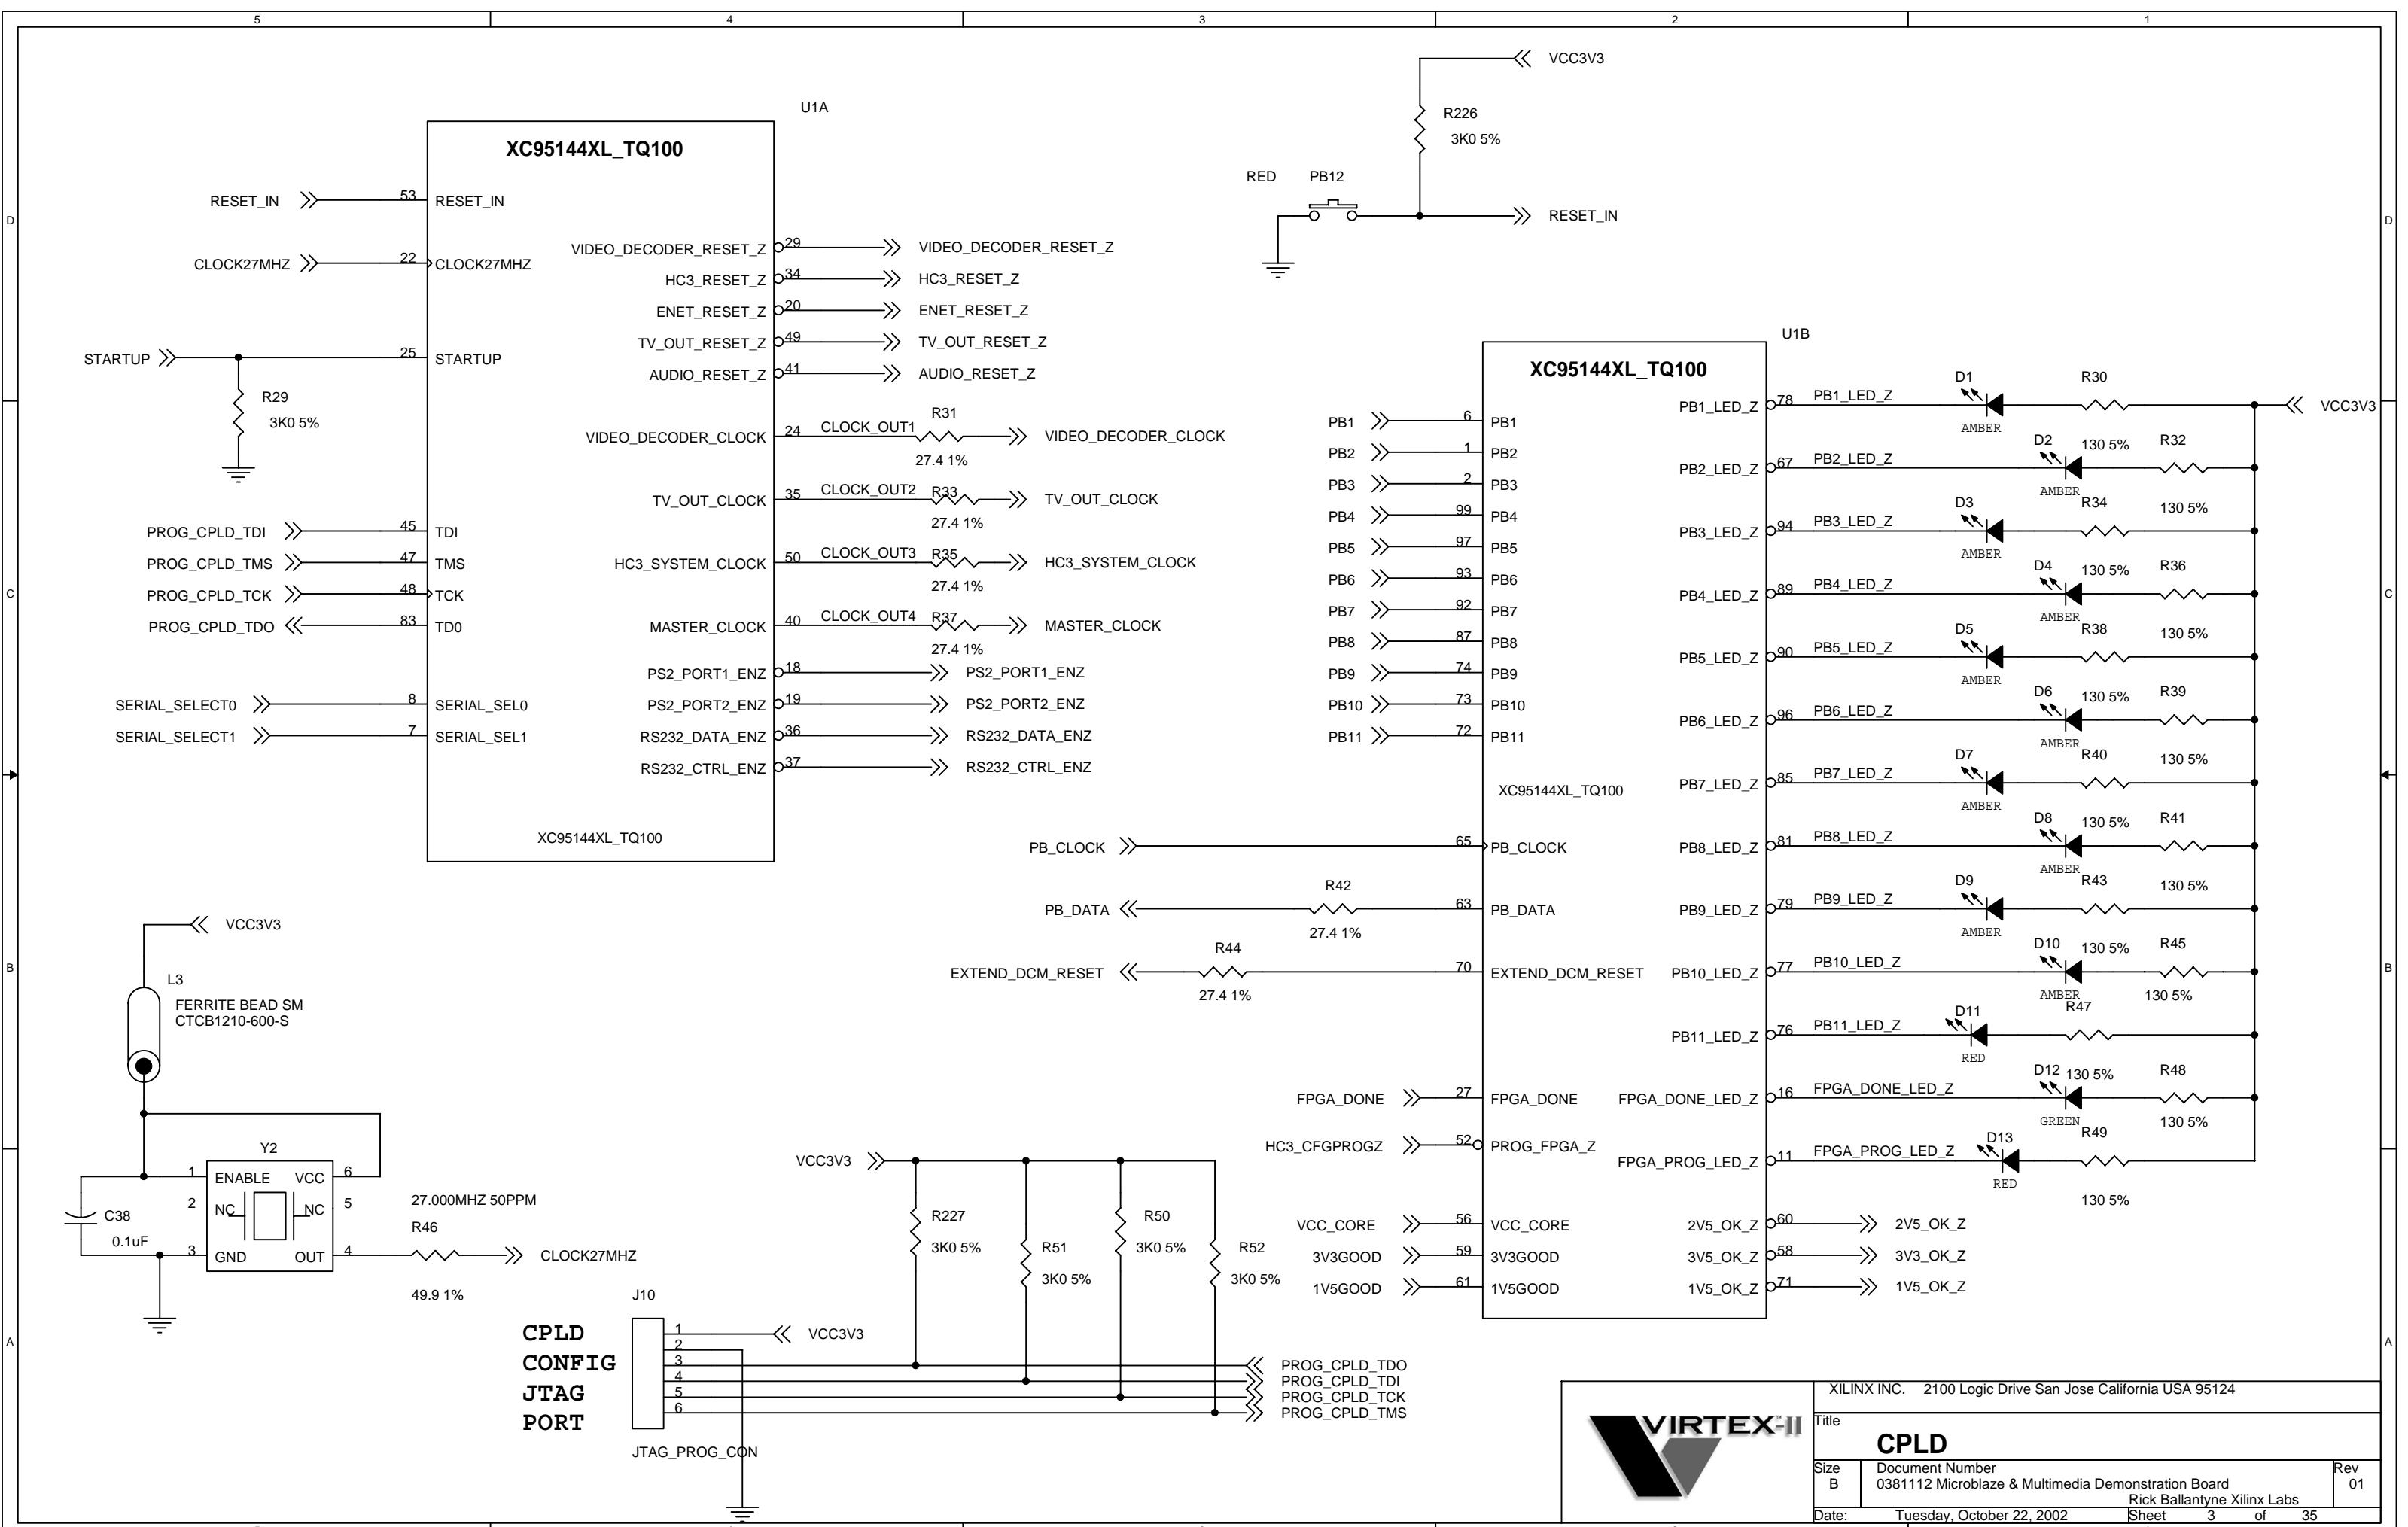 5 4 3 2 1
D
C
B
A
D
C
B
A
U1A
XC95144XL_TQ100
RESET_IN 53 RESET_IN
CLOCK27MHZ 22 CLOCK27MHZ
STARTUP 25 STARTUP
R29
3K0 5%
PROG_CPLD_TDI 45 TDI
PROG_CPLD_TMS 47 TMS
PROG_CPLD_TCK 48 TCK
PROG_CPLD_TDO 83 TD0
SERIAL_SELECT0 8 SERIAL_SEL0
SERIAL_SELECT1 7 SERIAL_SEL1
VIDEO_DECODER_RESET_Z 29 VIDEO_DECODER_RESET_Z
HC3_RESET_Z 34 HC3_RESET_Z
ENET_RESET_Z 20 ENET_RESET_Z
TV_OUT_RESET_Z 49 TV_OUT_RESET_Z
AUDIO_RESET_Z 41 AUDIO_RESET_Z
VIDEO_DECODER_CLOCK 24 CLOCK_OUT1 R31 VIDEO_DECODER_CLOCK
27.4 1%
TV_OUT_CLOCK 35 CLOCK_OUT2 R33 TV_OUT_CLOCK
27.4 1%
HC3_SYSTEM_CLOCK 50 CLOCK_OUT3 R35 HC3_SYSTEM_CLOCK
27.4 1%
MASTER_CLOCK 40 CLOCK_OUT4 R37 MASTER_CLOCK
27.4 1%
PS2_PORT1_ENZ 18 PS2_PORT1_ENZ
PS2_PORT2_ENZ 19 PS2_PORT2_ENZ
RS232_DATA_ENZ 36 RS232_DATA_ENZ
RS232_CTRL_ENZ 37 RS232_CTRL_ENZ
XC95144XL_TQ100
VCC3V3
R226
3K0 5%
RED PB12
RESET_IN
U1B
XC95144XL_TQ100
PB1 6 PB1
PB2 1 PB2
PB3 2 PB3
PB4 99 PB4
PB5 97 PB5
PB6 93 PB6
PB7 92 PB7
PB8 87 PB8
PB9 74 PB9
PB10 73 PB10
PB11 72 PB11
XC95144XL_TQ100
PB_CLOCK 65 PB_CLOCK
R42
PB_DATA 63 PB_DATA
27.4 1%
R44
EXTEND_DCM_RESET 70 EXTEND_DCM_RESET
27.4 1%
FPGA_DONE 27 FPGA_DONE
HC3_CFGPROGZ 52 PROG_FPGA_Z
VCC_CORE 56 VCC_CORE
3V3GOOD 59 3V3GOOD
1V5GOOD 61 1V5GOOD
PB1_LED_Z 78 PB1_LED_Z D1 AMBER R30 130 5%
VCC3V3
PB2_LED_Z 67 PB2_LED_Z D2 AMBER R32 130 5%
PB3_LED_Z 94 PB3_LED_Z D3 AMBER R34 130 5%
PB4_LED_Z 89 PB4_LED_Z D4 AMBER R36 130 5%
PB5_LED_Z 90 PB5_LED_Z D5 AMBER R38 130 5%
PB6_LED_Z 96 PB6_LED_Z D6 AMBER R39 130 5%
PB7_LED_Z 85 PB7_LED_Z D7 AMBER R40 130 5%
PB8_LED_Z 81 PB8_LED_Z D8 AMBER R41 130 5%
PB9_LED_Z 79 PB9_LED_Z D9 AMBER R43 130 5%
PB10_LED_Z 77 PB10_LED_Z D10 AMBER R45 130 5%
PB11_LED_Z 76 PB11_LED_Z D11 RED R47 130 5%
FPGA_DONE_LED_Z 16 FPGA_DONE_LED_Z D12 GREEN R48 130 5%
FPGA_PROG_LED_Z 11 FPGA_PROG_LED_Z D13 RED R49 130 5%
2V5_OK_Z 60 2V5_OK_Z
3V5_OK_Z 58 3V3_OK_Z
1V5_OK_Z 71 1V5_OK_Z
VCC3V3
L3
FERRITE BEAD SM
CTCB1210-600-S
Y2
1 ENABLE VCC 6
2 NC NC 5
3 GND OUT 4
C38
0.1uF
27.000MHZ 50PPM
R46
CLOCK27MHZ
49.9 1%
VCC3V3
R227
3K0 5%
R51
3K0 5%
R50
3K0 5%
R52
3K0 5%
J10
CPLD
CONFIG
JTAG
PORT
1 VCC3V3
2
3 PROG_CPLD_TDO
4 PROG_CPLD_TDI
5 PROG_CPLD_TCK
6 PROG_CPLD_TMS
JTAG_PROG_CON
VIRTEX-II
XILINX INC. 2100 Logic Drive San Jose California USA 95124
Title
CPLD
Size Document Number Rev
B 0381112 Microblaze & Multimedia Demonstration Board 01
Rick Ballantyne Xilinx Labs
Date: Tuesday, October 22, 2002 Sheet 3 of 35